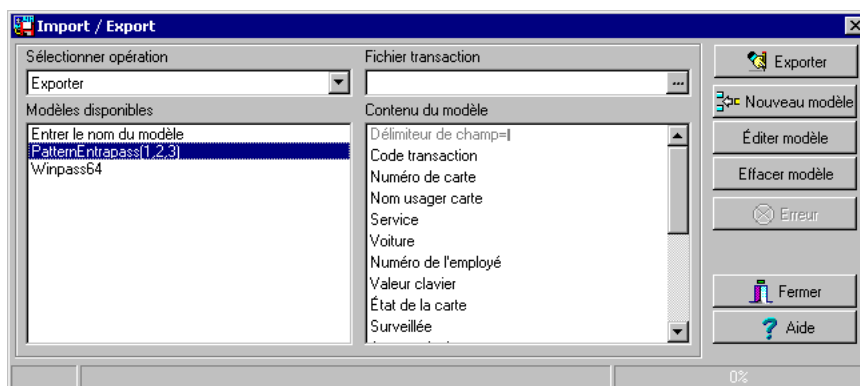 Import / Export
Sélectionner opération
Exporter
Fichier transaction
...
Modèles disponibles
Entrer le nom du modèle
PatternEntrapass(1,2,3)
Winpass64
Contenu du modèle
Délimiteur de champ=|
Code transaction
Numéro de carte
Nom usager carte
Service
Voiture
Numéro de l'employé
Valeur clavier
État de la carte
Surveillée
Exporter
Nouveau modèle
Éditer modèle
Effacer modèle
Erreur
Fermer
Aide
0%